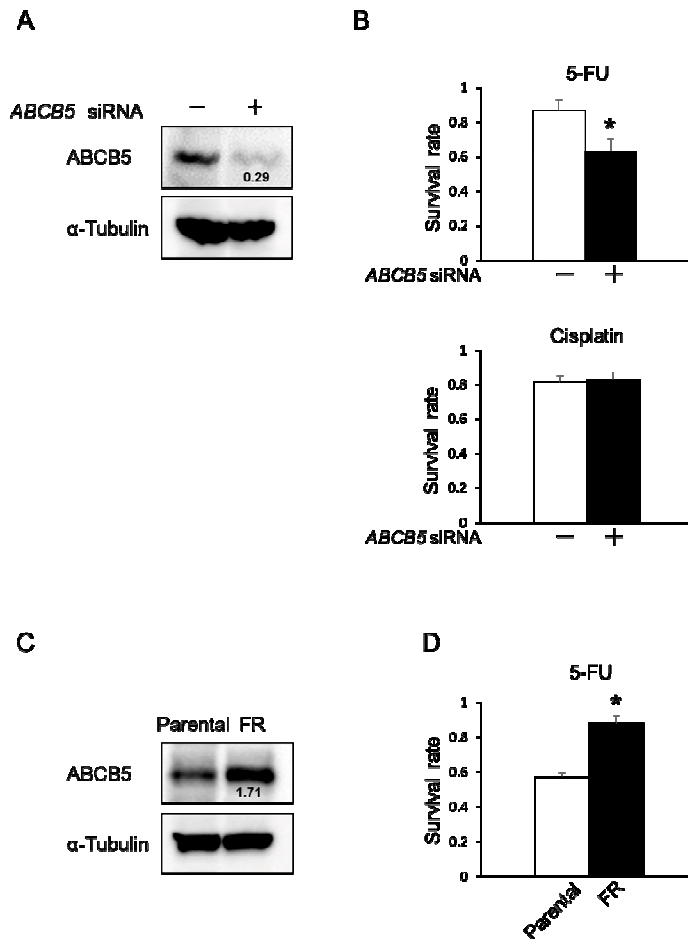 A
ABCB5 siRNA − +
ABCB5
0.29
α-Tubulin
B
5-FU
Survival rate
1
0.8
0.6
0.4
0.2
0
*
ABCB5 siRNA − +
Cisplatin
Survival rate
1
0.8
0.6
0.4
0.2
0
ABCB5 siRNA − +
C
Parental FR
ABCB5
1.71
α-Tubulin
D
5-FU
Survival rate
1
0.8
0.6
0.4
0.2
0
*
Parental
FR